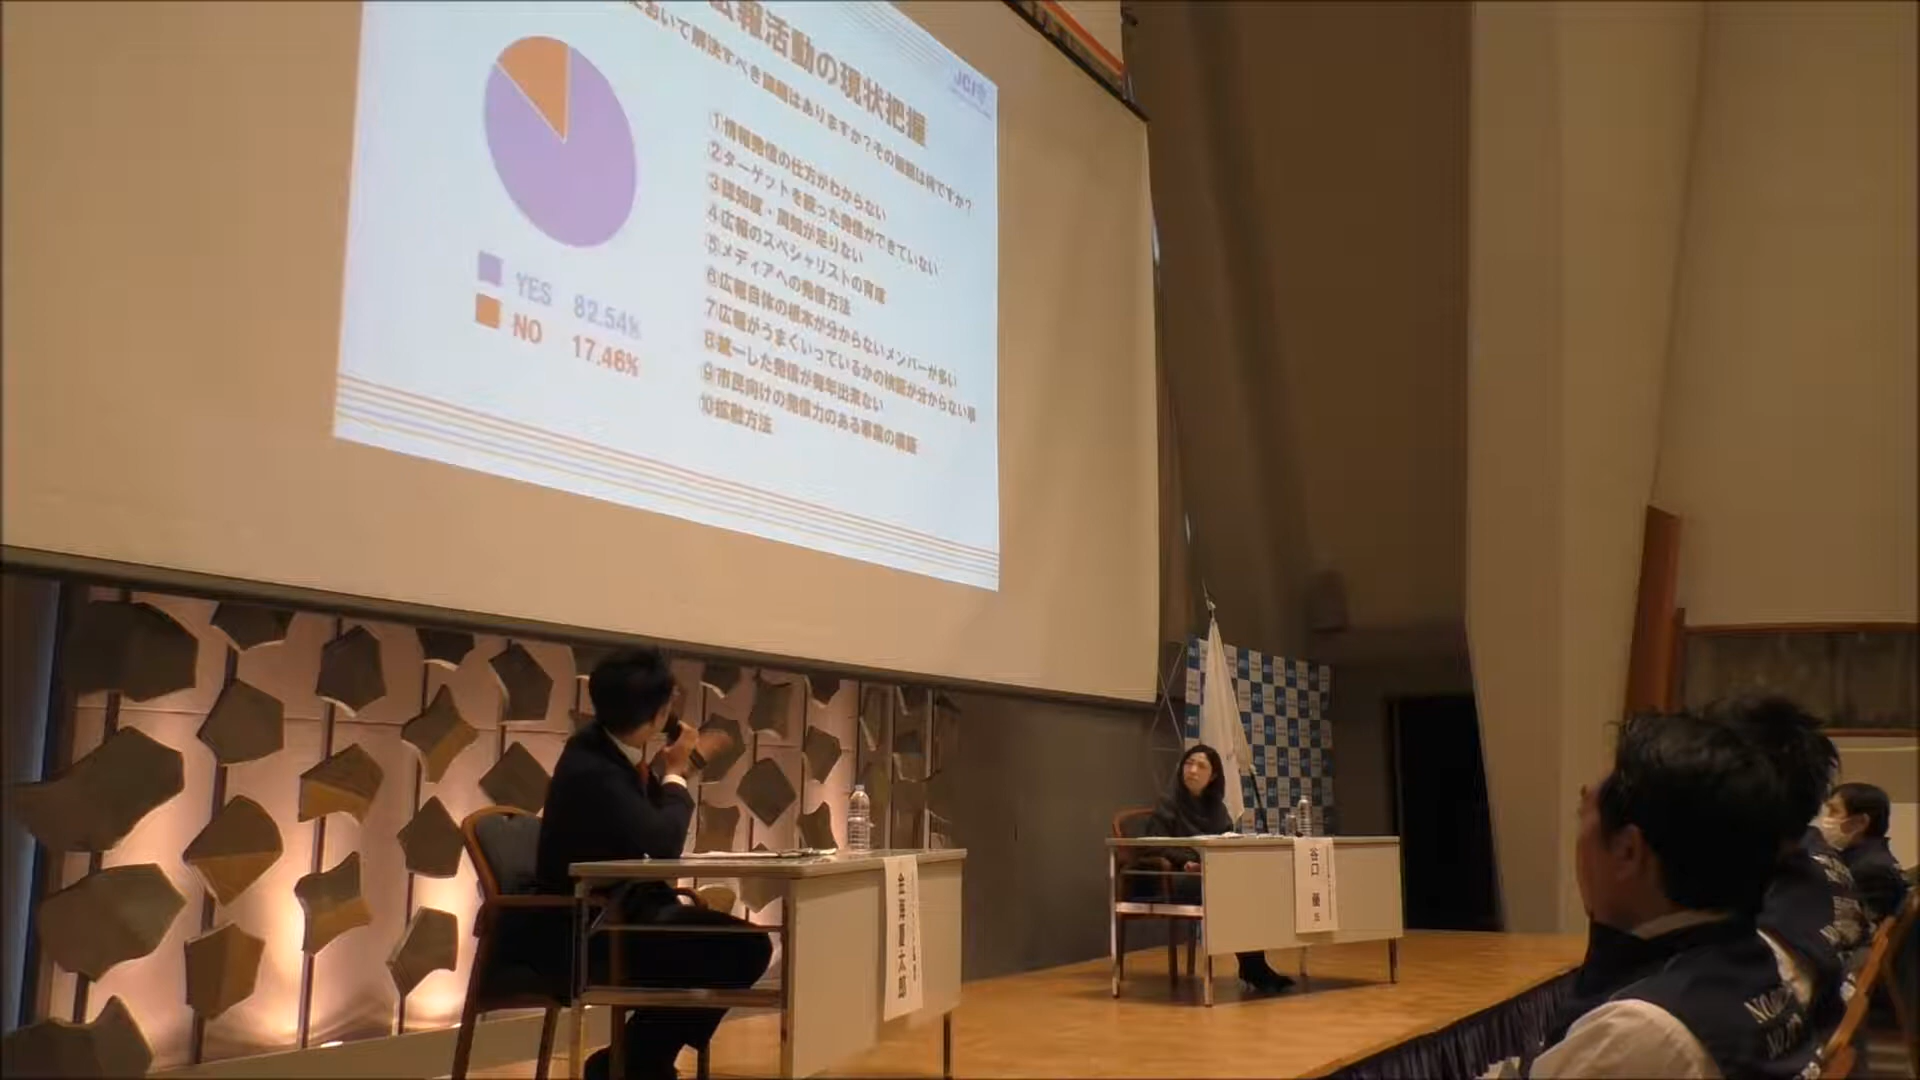 広報活動の現状把握
において解決すべき課題はありますか？その課題は何ですか？
JCI
YES 82.54%
NO 17.46%
①情報発信の仕方がわからない
②ターゲットを絞った発信ができていない
③認知度・周知が足りない
④広報のスペシャリストの育成
⑤メディアへの発信方法
⑥広報自体の根本が分からないメンバーが多い
⑦広報がうまくいっているかの検証が分からない事
⑧統一した発信が毎年出来ない
⑨市民向けの発信力のある事業の構築
⑩拡散方法
谷口 優 氏
太郎